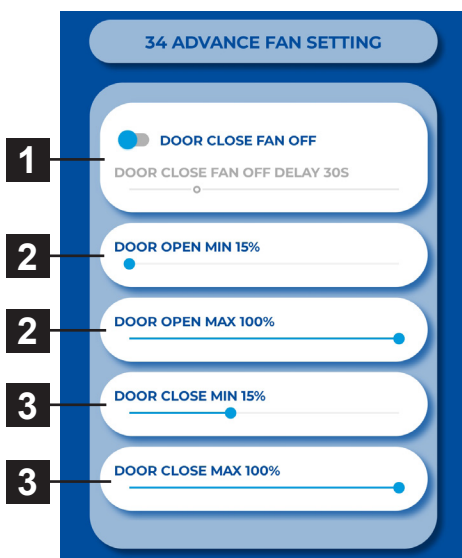 34 ADVANCE FAN SETTING
1
DOOR CLOSE FAN OFF
DOOR CLOSE FAN OFF DELAY 30S
2
DOOR OPEN MIN 15%
2
DOOR OPEN MAX 100%
3
DOOR CLOSE MIN 15%
3
DOOR CLOSE MAX 100%